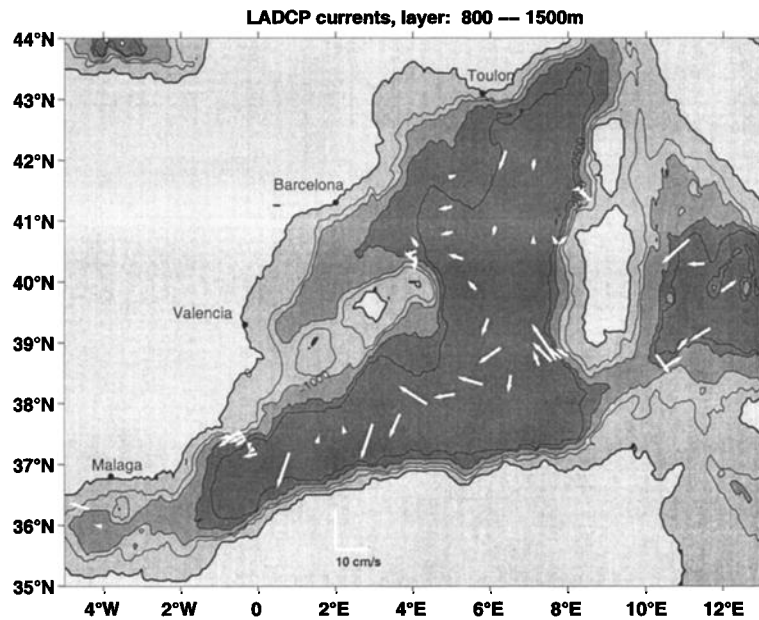 LADCP currents, layer: 800 –– 1500m
44°N
43°N
42°N
41°N
40°N
39°N
38°N
37°N
36°N
35°N
Toulon
Barcelona
Valencia
Malaga
10 cm/s
4°W
2°W
0
2°E
4°E
6°E
8°E
10°E
12°E